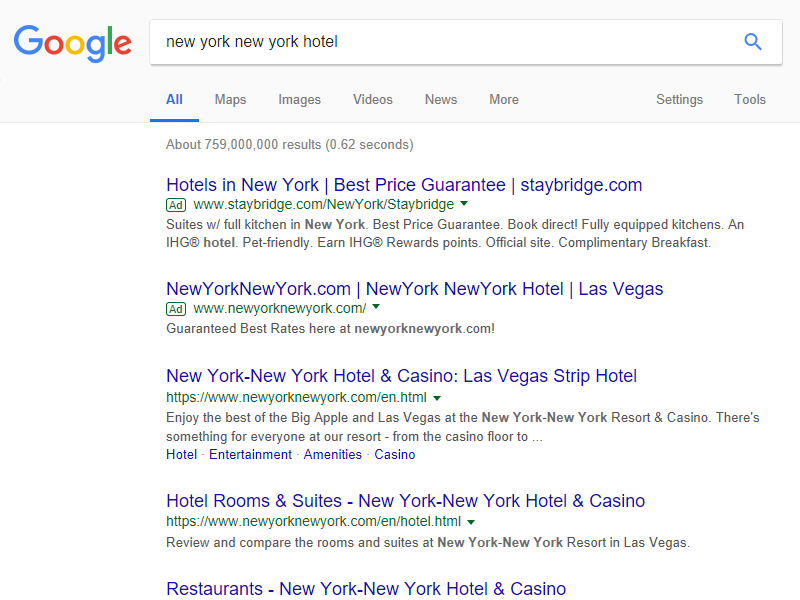 Google
new york new york hotel
All Maps Images Videos News More Settings Tools
About 759,000,000 results (0.62 seconds)
Hotels in New York | Best Price Guarantee | staybridge.com
Ad www.staybridge.com/NewYork/Staybridge
Suites w/ full kitchen in New York. Best Price Guarantee. Book direct! Fully equipped kitchens. An
IHG® hotel. Pet-friendly. Earn IHG® Rewards points. Official site. Complimentary Breakfast.
NewYorkNewYork.com | NewYork NewYork Hotel | Las Vegas
Ad www.newyorknewyork.com/
Guaranteed Best Rates here at newyorknewyork.com!
New York-New York Hotel & Casino: Las Vegas Strip Hotel
https://www.newyorknewyork.com/en.html
Enjoy the best of the Big Apple and Las Vegas at the New York-New York Resort & Casino. There's
something for everyone at our resort - from the casino floor to ...
Hotel · Entertainment · Amenities · Casino
Hotel Rooms & Suites - New York-New York Hotel & Casino
https://www.newyorknewyork.com/en/hotel.html
Review and compare the rooms and suites at New York-New York Resort in Las Vegas.
Restaurants - New York-New York Hotel & Casino